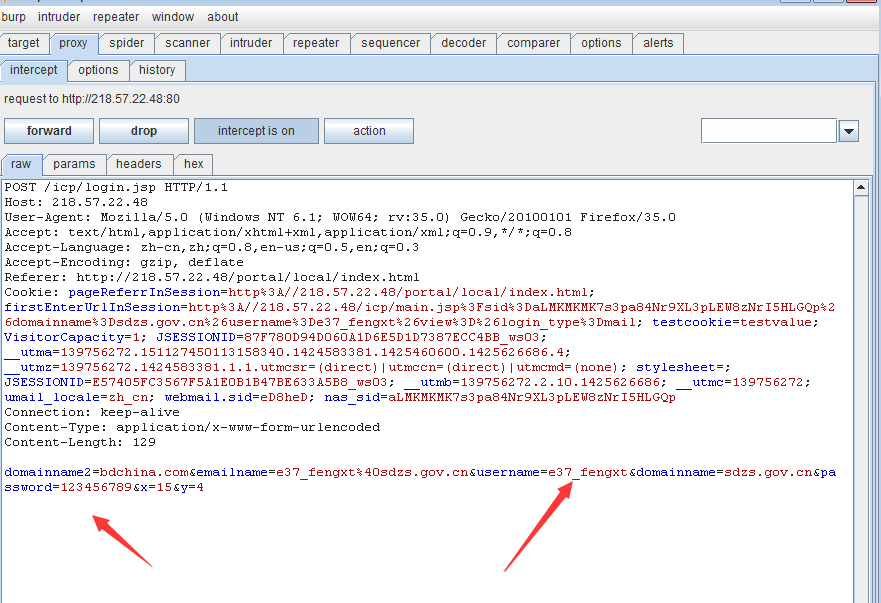 burp intruder repeater window about
target proxy spider scanner intruder repeater sequencer decoder comparer options alerts
intercept options history
request to http://218.57.22.48:80
forward drop intercept is on action
raw params headers hex
POST /icp/login.jsp HTTP/1.1
Host: 218.57.22.48
User-Agent: Mozilla/5.0 (Windows NT 6.1; WOW64; rv:35.0) Gecko/20100101 Firefox/35.0
Accept: text/html,application/xhtml+xml,application/xml;q=0.9,*/*;q=0.8
Accept-Language: zh-cn,zh;q=0.8,en-us;q=0.5,en;q=0.3
Accept-Encoding: gzip, deflate
Referer: http://218.57.22.48/portal/local/index.html
Cookie: pageReferrInSession=http%3A//218.57.22.48/portal/local/index.html;
firstEnterUrlInSession=http%3A//218.57.22.48/icp/main.jsp%3Fsid%3DaLMKMKMK7s3pa84Nr9XL3pLEW8zNrI5HLGQp%2
6domainname%3Dsdzs.gov.cn%26username%3De37_fengxt%26view%3D%26login_type%3Dmail; testcookie=testvalue;
VisitorCapacity=1; JSESSIONID=87F780D94D060A1D6E5D1D7387ECC4BB_ws03;
__utma=139756272.151127450113158340.1424583381.1425460600.1425626686.4;
__utmz=139756272.1424583381.1.1.utmcsr=(direct)|utmccn=(direct)|utmcmd=(none); stylesheet=;
JSESSIONID=E57405FC3567F5A1E0B1B47BE633A5B8_ws03; __utmb=139756272.2.10.1425626686; __utmc=139756272;
umail_locale=zh_cn; webmail.sid=eD8heD; nas_sid=aLMKMKMK7s3pa84Nr9XL3pLEW8zNrI5HLGQp
Connection: keep-alive
Content-Type: application/x-www-form-urlencoded
Content-Length: 129
domainname2=bdchina.com&emailname=e37_fengxt%40sdzs.gov.cn&username=e37_fengxt&domainname=sdzs.gov.cn&pa
ssword=123456789&x=15&y=4